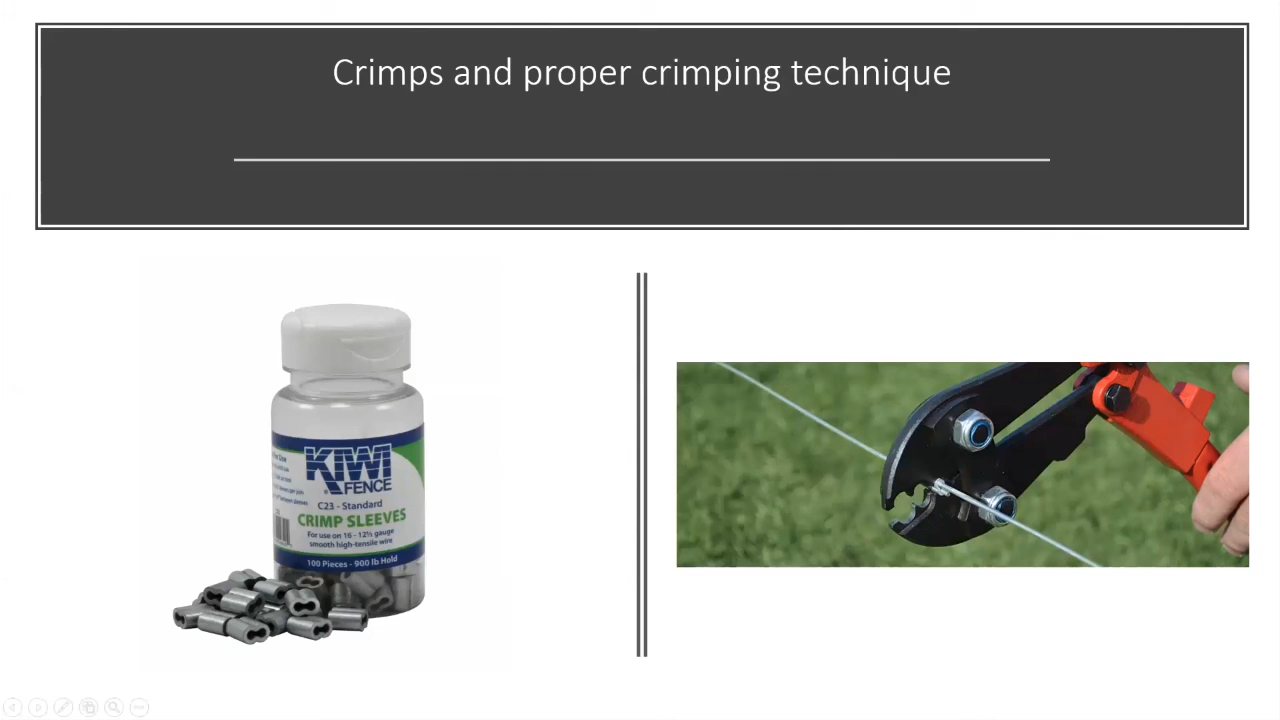 Crimps and proper crimping technique
KIWI
® FENCE
C23 - Standard
CRIMP SLEEVES
For use on 16 - 12½ gauge
smooth high-tensile wire
100 Pieces - 900 lb Hold